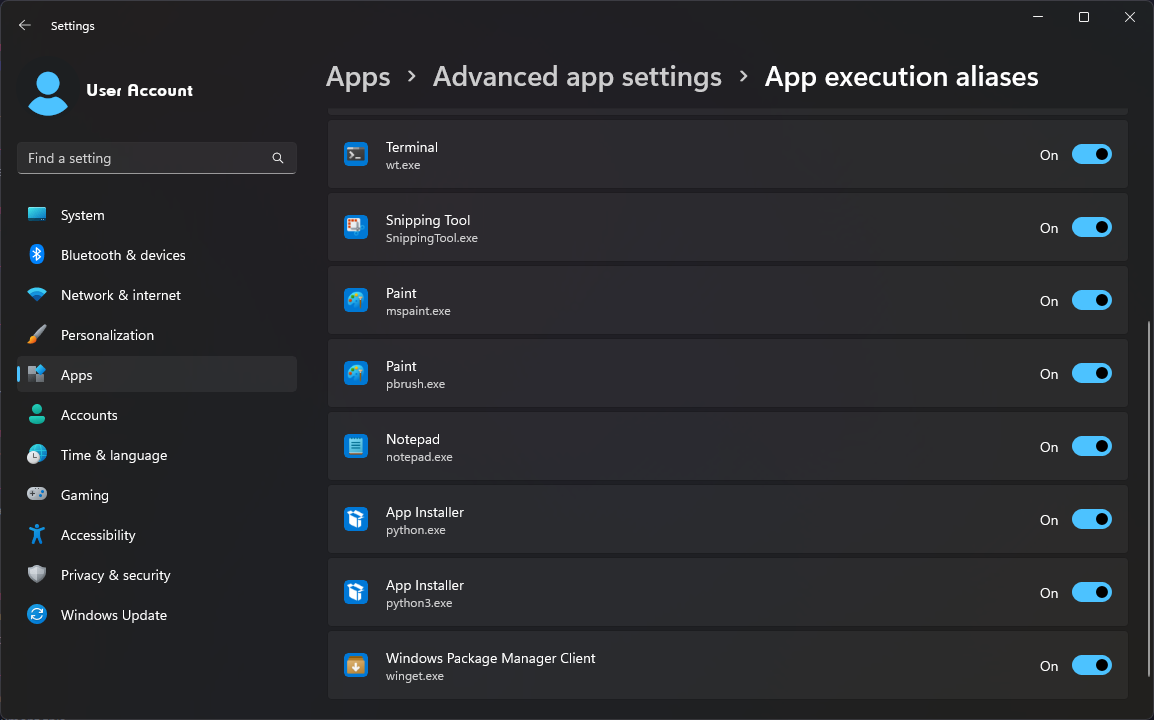 Settings
User Account
Find a setting
System
Bluetooth & devices
Network & internet
Personalization
Apps
Accounts
Time & language
Gaming
Accessibility
Privacy & security
Windows Update
Apps › Advanced app settings › App execution aliases
Terminal
wt.exe
On
Snipping Tool
SnippingTool.exe
On
Paint
mspaint.exe
On
Paint
pbrush.exe
On
Notepad
notepad.exe
On
App Installer
python.exe
On
App Installer
python3.exe
On
Windows Package Manager Client
winget.exe
On